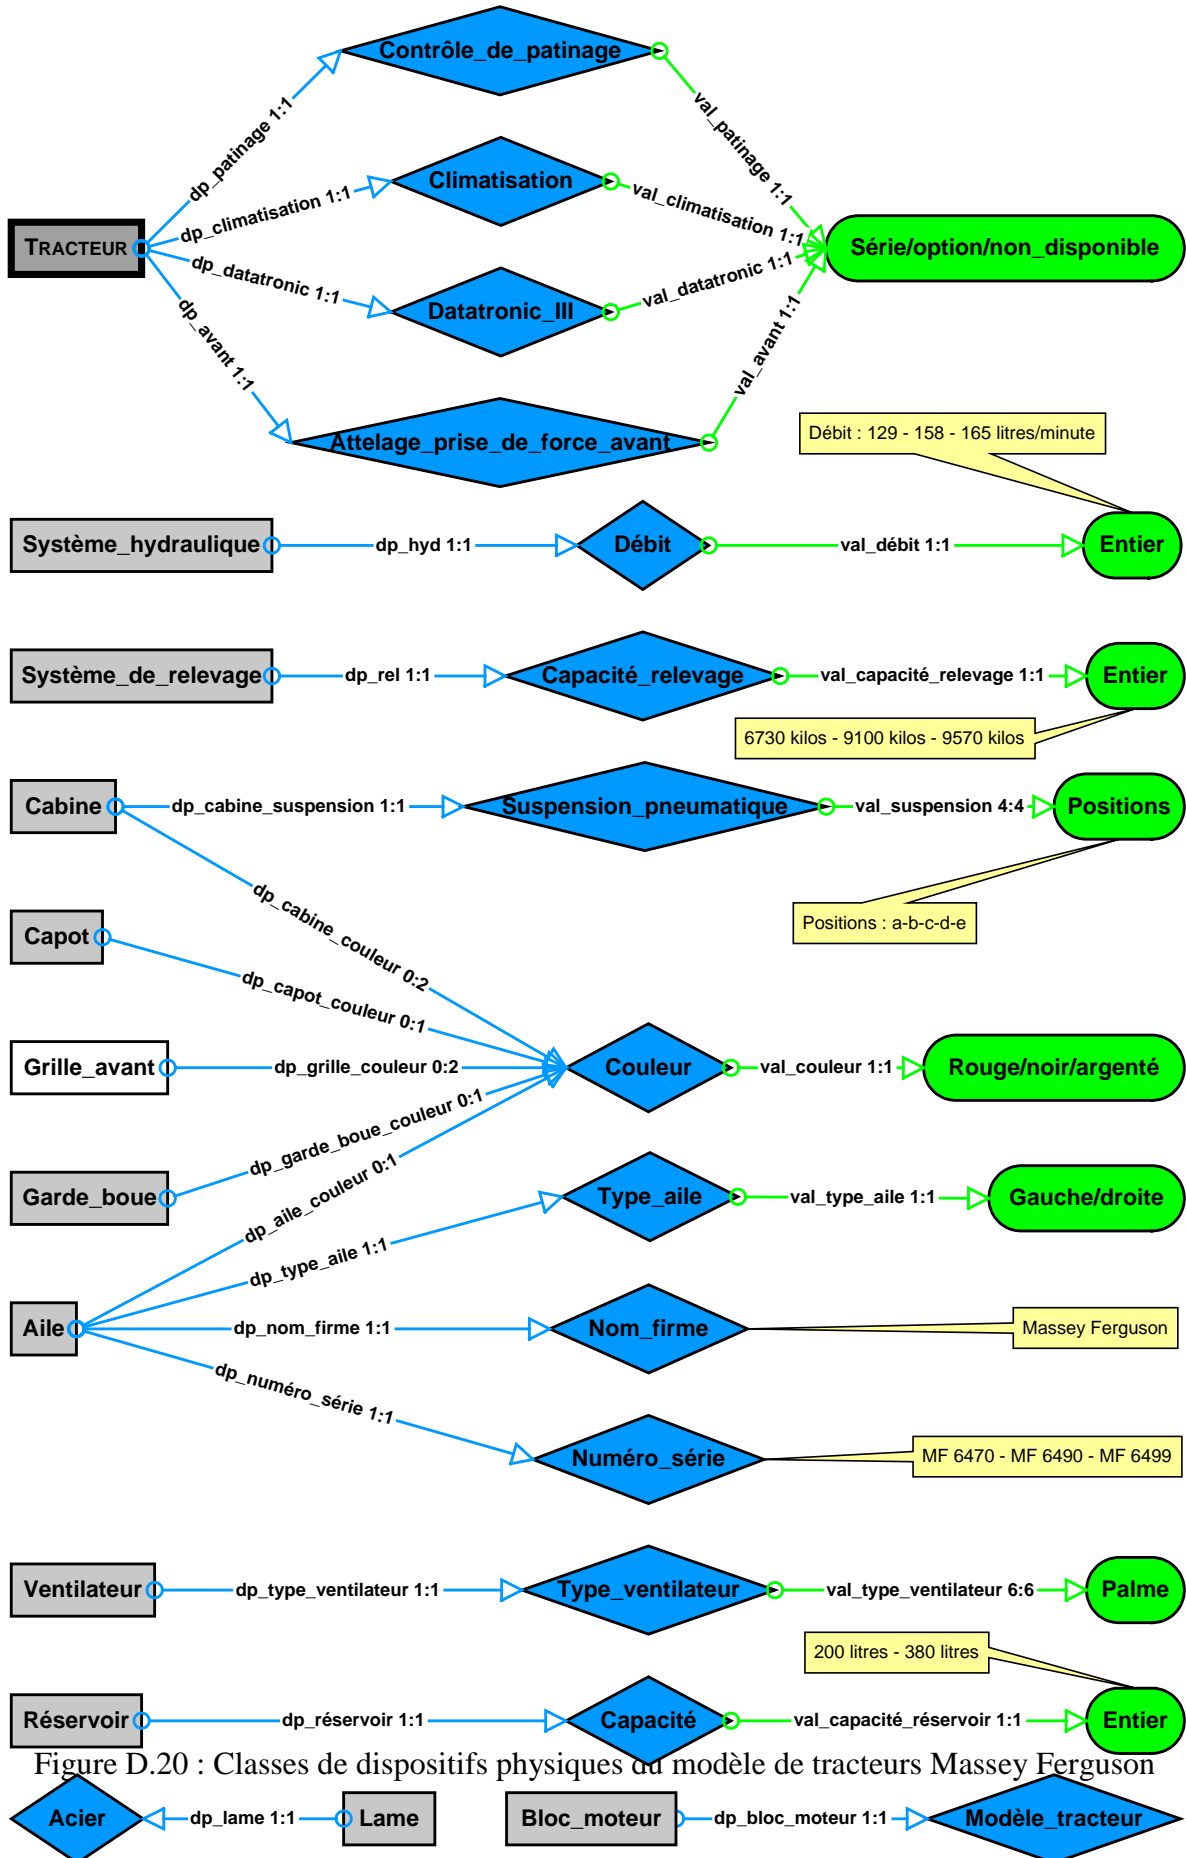 Contrôle_de_patinage
dp_patinage 1:1
val_patinage 1:1
Climatisation
dp_climatisation 1:1
val_climatisation 1:1
TRACTEUR
Série/option/non_disponible
dp_datatronic 1:1
val_datatronic 1:1
Datatronic_III
dp_avant 1:1
val_avant 1:1
Attelage_prise_de_force_avant
Débit : 129 - 158 - 165 litres/minute
Système_hydraulique
dp_hyd 1:1
Débit
val_débit 1:1
Entier
Système_de_relevage
dp_rel 1:1
Capacité_relevage
val_capacité_relevage 1:1
Entier
6730 kilos - 9100 kilos - 9570 kilos
Cabine
dp_cabine_suspension 1:1
Suspension_pneumatique
val_suspension 4:4
Positions
Positions : a-b-c-d-e
dp_cabine_couleur 0:2
Capot
dp_capot_couleur 0:1
Grille_avant
dp_grille_couleur 0:2
Couleur
val_couleur 1:1
Rouge/noir/argenté
Garde_boue
dp_garde_boue_couleur 0:1
dp_aile_couleur 0:1
Type_aile
val_type_aile 1:1
Gauche/droite
dp_type_aile 1:1
Aile
dp_nom_firme 1:1
Nom_firme
Massey Ferguson
dp_numéro_série 1:1
Numéro_série
MF 6470 - MF 6490 - MF 6499
Ventilateur
dp_type_ventilateur 1:1
Type_ventilateur
val_type_ventilateur 6:6
Palme
200 litres - 380 litres
Réservoir
dp_réservoir 1:1
Capacité
val_capacité_réservoir 1:1
Entier
Figure D.20 : Classes de dispositifs physiques du modèle de tracteurs Massey Ferguson
Acier
dp_lame 1:1
Lame
Bloc_moteur
dp_bloc_moteur 1:1
Modèle_tracteur